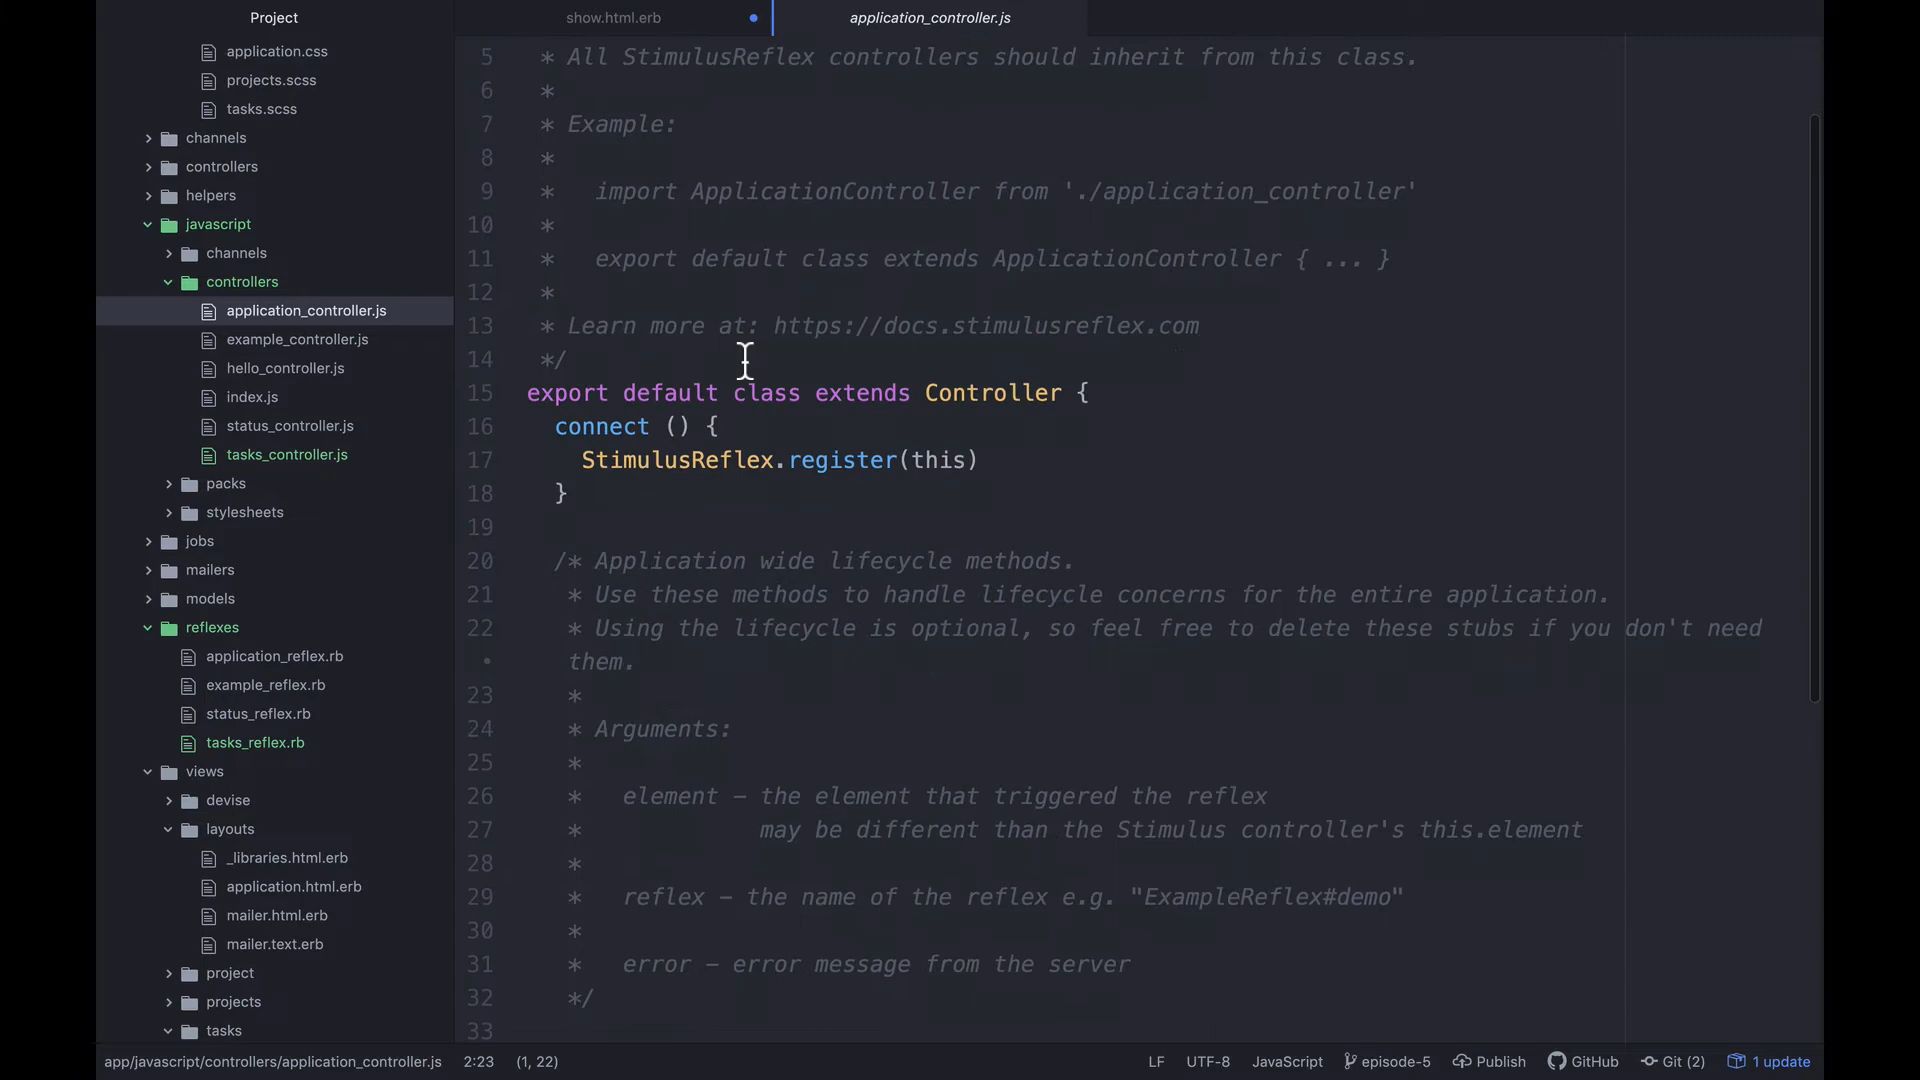 Project
application.css
projects.scss
tasks.scss
channels
controllers
helpers
javascript
channels
controllers
application_controller.js
example_controller.js
hello_controller.js
index.js
status_controller.js
tasks_controller.js
packs
stylesheets
jobs
mailers
models
reflexes
application_reflex.rb
example_reflex.rb
status_reflex.rb
tasks_reflex.rb
views
devise
layouts
_libraries.html.erb
application.html.erb
mailer.html.erb
mailer.text.erb
project
projects
tasks
show.html.erb
application_controller.js
5 * All StimulusReflex controllers should inherit from this class.
6 *
7 * Example:
8 *
9 * import ApplicationController from './application_controller'
10 *
11 * export default class extends ApplicationController { ... }
12 *
13 * Learn more at: https://docs.stimulusreflex.com
14 */
15 export default class extends Controller {
16 connect () {
17 StimulusReflex.register(this)
18 }
19
20 /* Application wide lifecycle methods.
21 * Use these methods to handle lifecycle concerns for the entire application.
22 * Using the lifecycle is optional, so feel free to delete these stubs if you don't need
• them.
23 *
24 * Arguments:
25 *
26 * element – the element that triggered the reflex
27 * may be different than the Stimulus controller's this.element
28 *
29 * reflex – the name of the reflex e.g. "ExampleReflex#demo"
30 *
31 * error – error message from the server
32 */
33
app/javascript/controllers/application_controller.js 2:23 (1, 22) LF UTF-8 JavaScript episode-5 Publish GitHub Git (2) 1 update